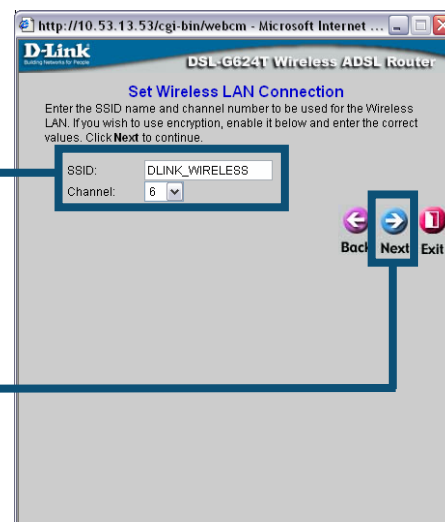 http://10.53.13.53/cgi-bin/webcm - Microsoft Internet ...
D-Link
Building Networks for People
DSL-G624T Wireless ADSL Router
Set Wireless LAN Connection
Enter the SSID name and channel number to be used for the Wireless
LAN. If you wish to use encryption, enable it below and enter the correct
values. Click Next to continue.
SSID: DLINK_WIRELESS
Channel: 6
Back Next Exit